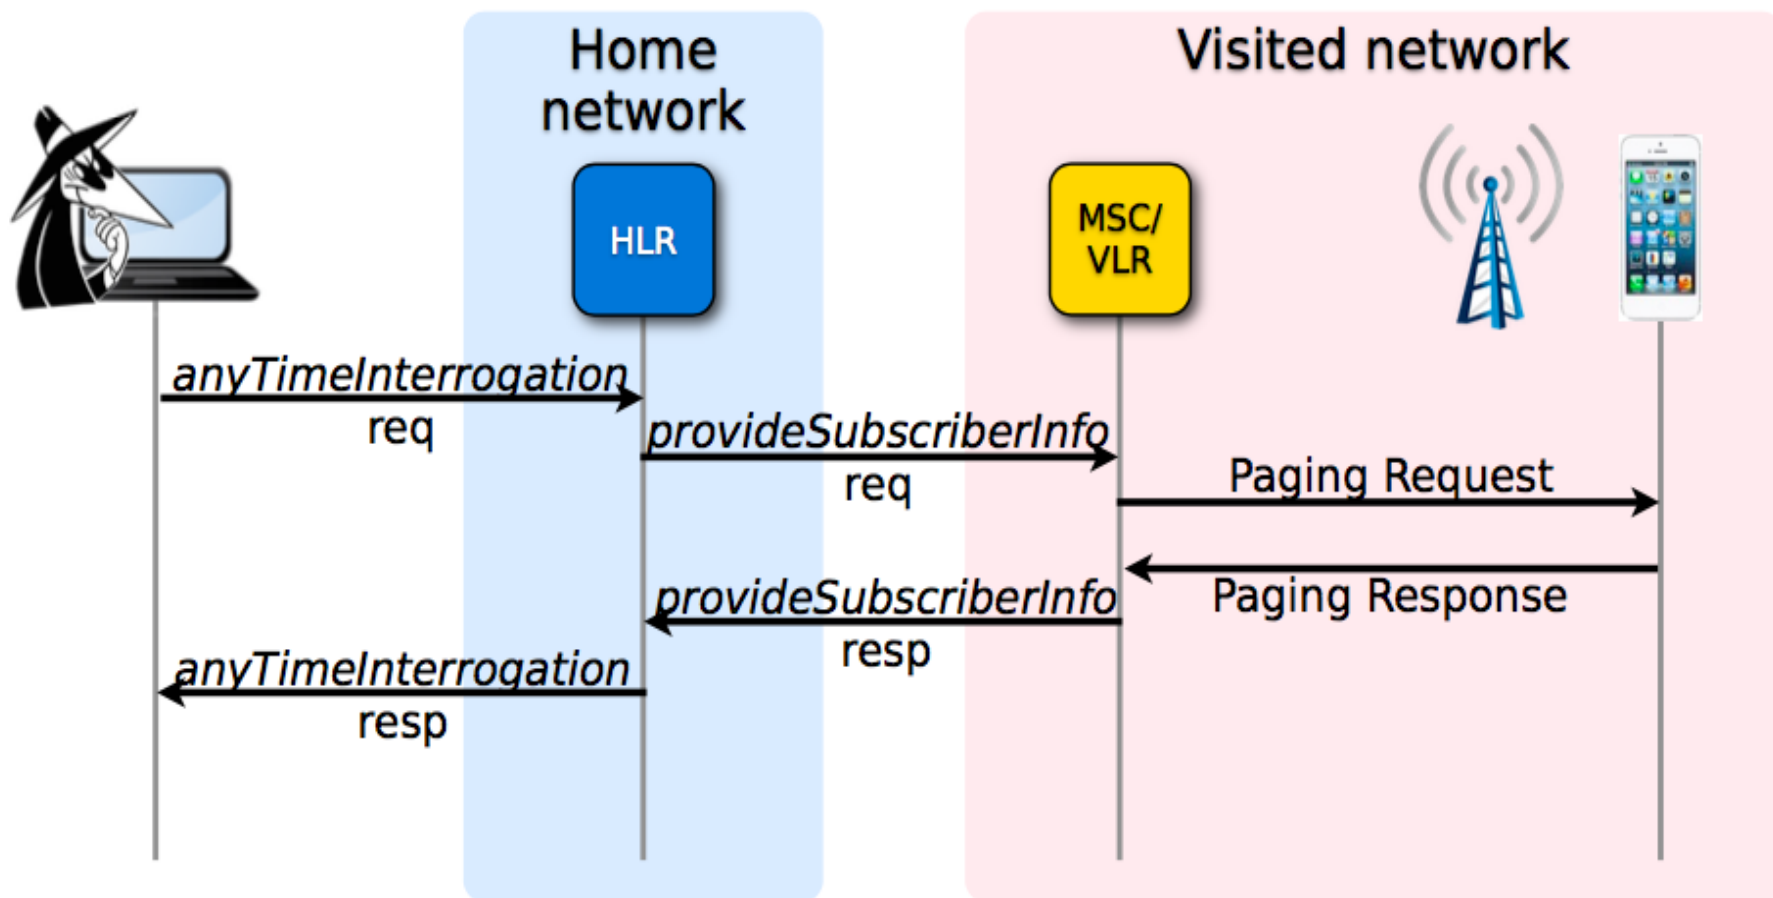 Home
network
Visited network
HLR
MSC/
VLR
anyTimeInterrogation
req
provideSubscriberInfo
req
Paging Request
Paging Response
provideSubscriberInfo
resp
anyTimeInterrogation
resp